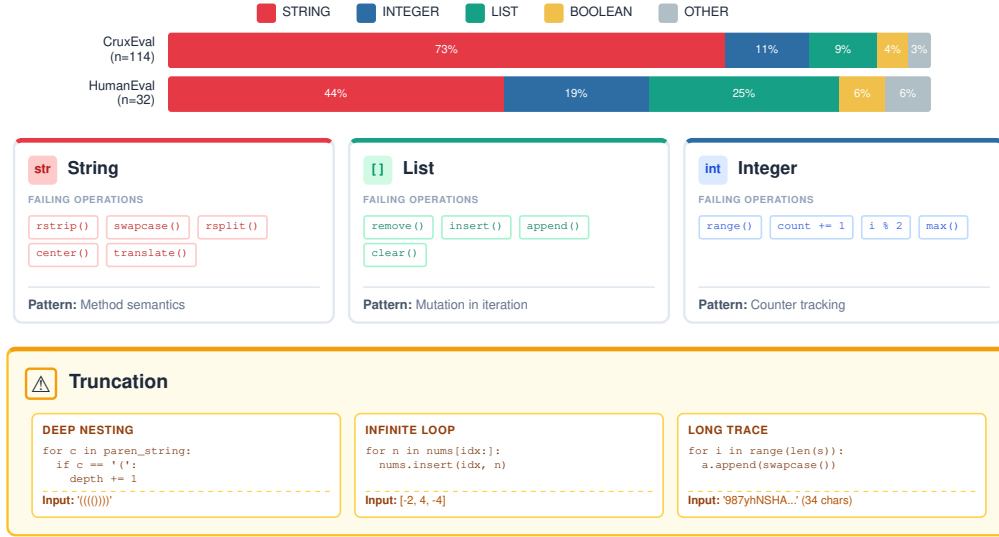 STRING INTEGER LIST BOOLEAN OTHER
CruxEval
(n=114)
73% 11% 9% 4% 3%
HumanEval
(n=32)
44% 19% 25% 6% 6%
str String
FAILING OPERATIONS
rstrip() swapcase() rsplit()
center() translate()
Pattern: Method semantics
[] List
FAILING OPERATIONS
remove() insert() append()
clear()
Pattern: Mutation in iteration
int Integer
FAILING OPERATIONS
range() count += 1 i % 2 max()
Pattern: Counter tracking
⚠ Truncation
DEEP NESTING
for c in paren_string:
if c == '(':
depth += 1
Input: '(((())))'
INFINITE LOOP
for n in nums[idx:]:
nums.insert(idx, n)
Input: [-2, 4, -4]
LONG TRACE
for i in range(len(s)):
a.append(swapcase())
Input: '987yhNSHA...' (34 chars)